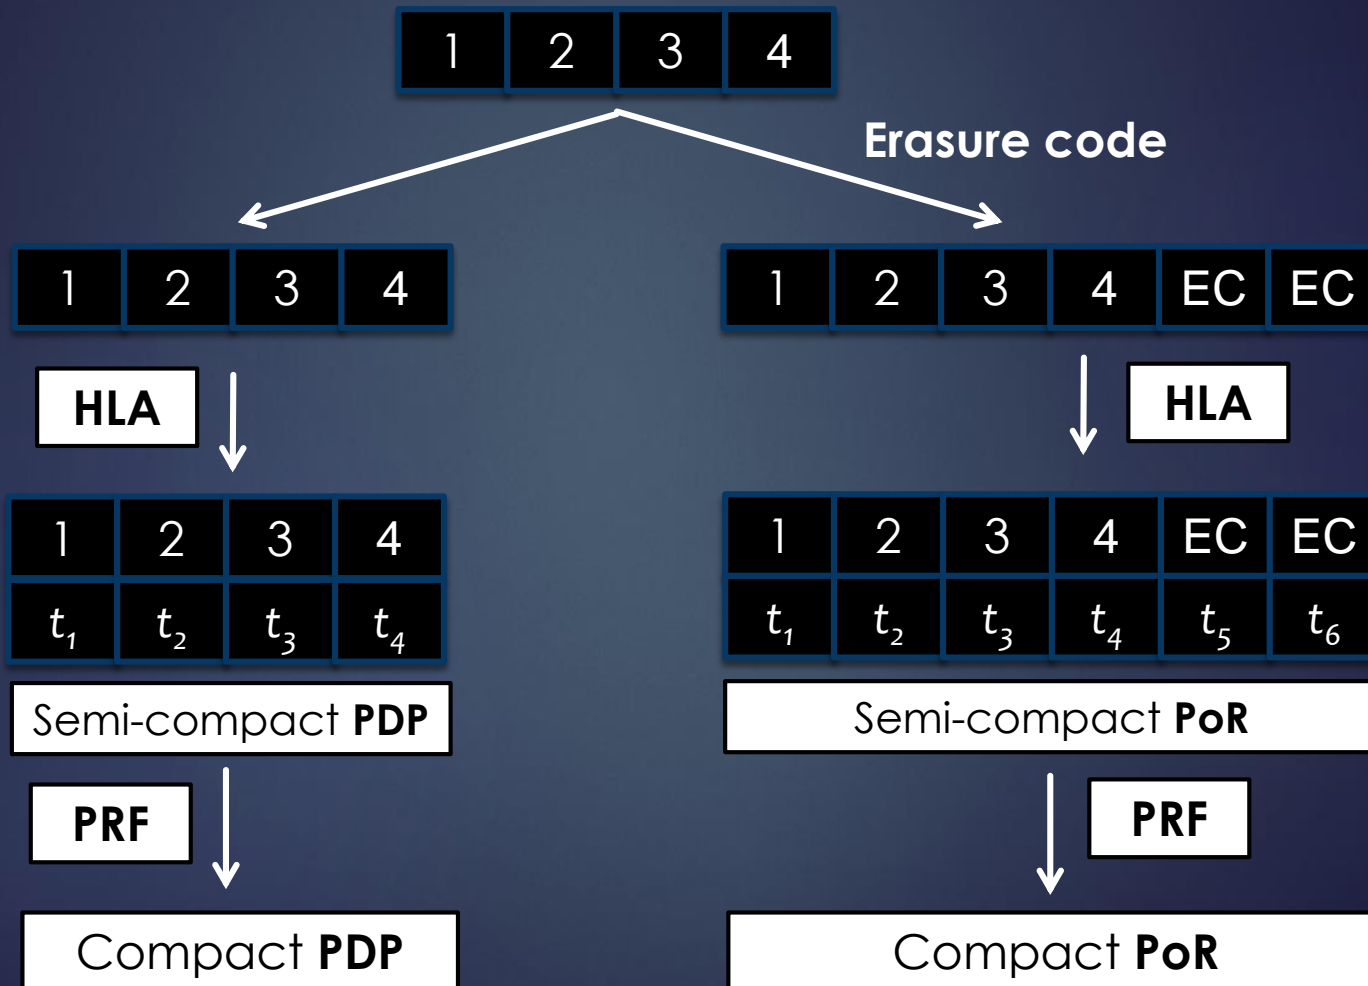 1 2 3 4
Erasure code
1 2 3 4
1 2 3 4 EC EC
HLA
HLA
1 2 3 4
t₁ t₂ t₃ t₄
1 2 3 4 EC EC
t₁ t₂ t₃ t₄ t₅ t₆
Semi-compact PDP
Semi-compact PoR
PRF
PRF
Compact PDP
Compact PoR